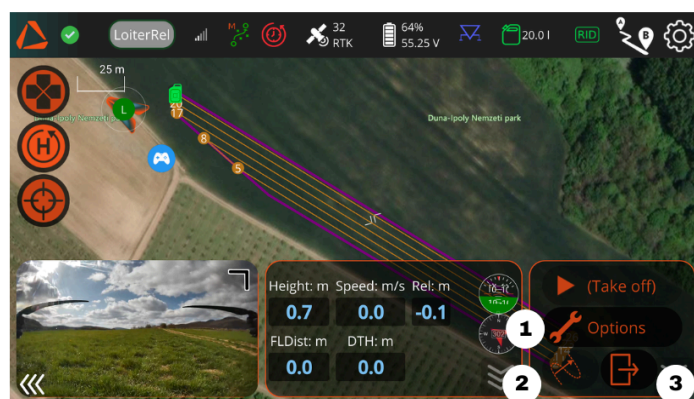 LoiterRel
M
32
RTK
64%
55.25 V
20.0 l
RID
A
B
25 m
L
Duna-Ipoly Nemzeti park
17
8
5
H
Duna-Ipoly Nemzeti park
Height: m Speed: m/s Rel: m
0.7 0.0 -0.1
FLDist: m DTH: m
0.0 0.0
(Take off)
Options
1
2
3